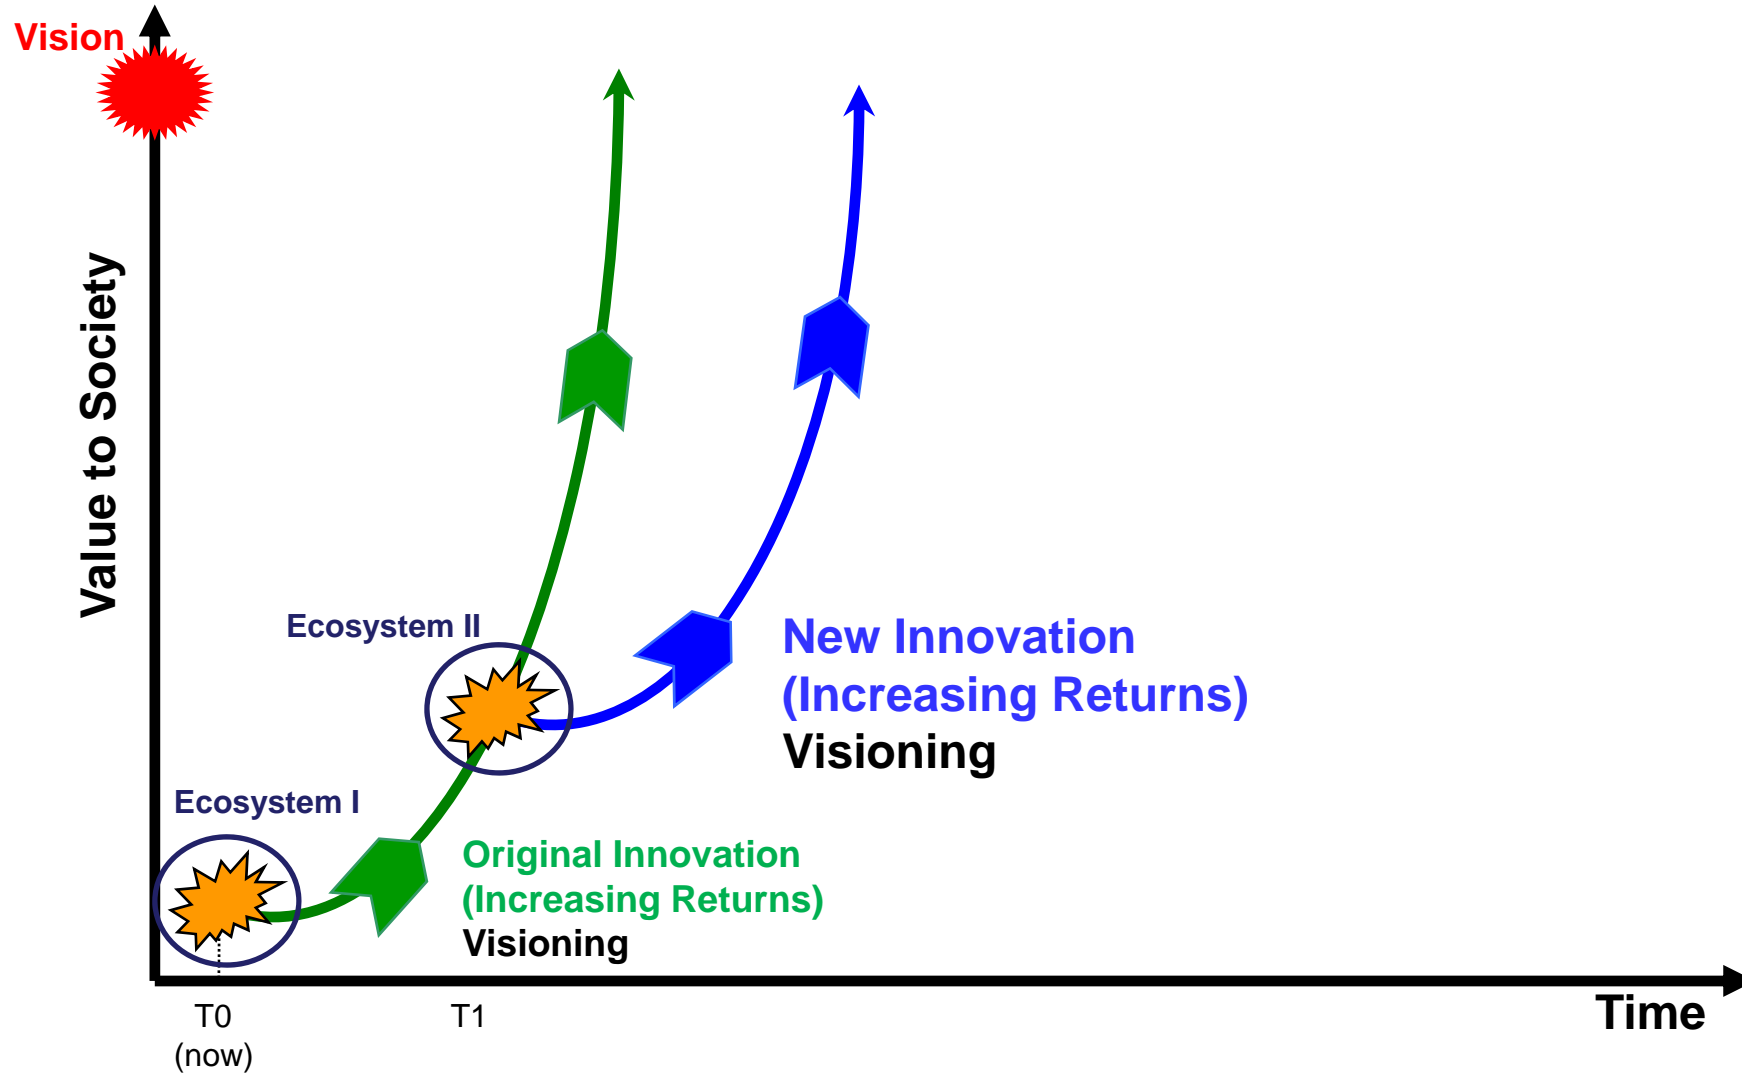 Vision
Value to Society
Ecosystem II
New Innovation
(Increasing Returns)
Visioning
Ecosystem I
Original Innovation
(Increasing Returns)
Visioning
T0
(now)
T1
Time